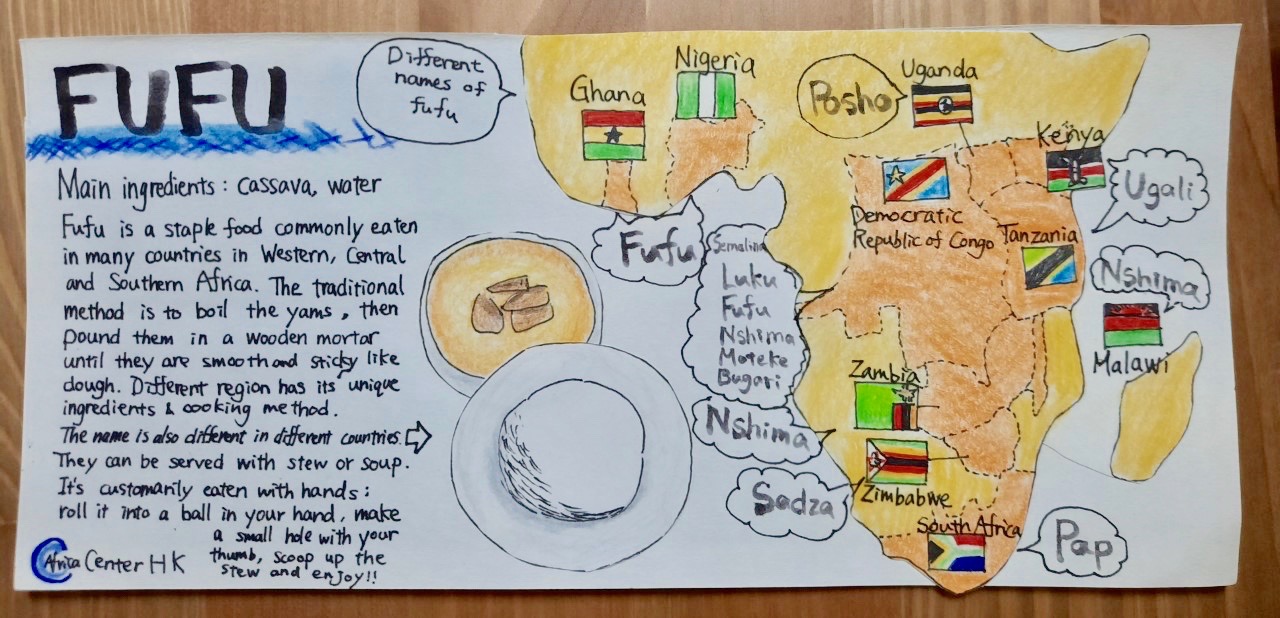 FUFU
Main ingredients : cassava, water
Fufu is a staple food commonly eaten
in many countries in Western, Central
and Southern Africa. The traditional
method is to boil the yams, then
pound them in a wooden mortar
until they are smooth and sticky like
dough. Different region has its unique
ingredients & cooking method.
The name is also different in different countries.
They can be served with stew or soup.
It's customarily eaten with hands:
roll it into a ball in your hand, make
a small hole with your
thumb, scoop up the
stew and enjoy!!
Africa Center HK
Different
names of
fufu
Ghana
Nigeria
Fufu
Posho
Uganda
Kenya
Ugali
Democratic
Republic of Congo
Tanzania
Semalina
Luku
Fufu
Nshima
Moteke
Bugari
Nshima
Malawi
Zambia
Nshima
Sadza
Zimbabwe
South Africa
Pap